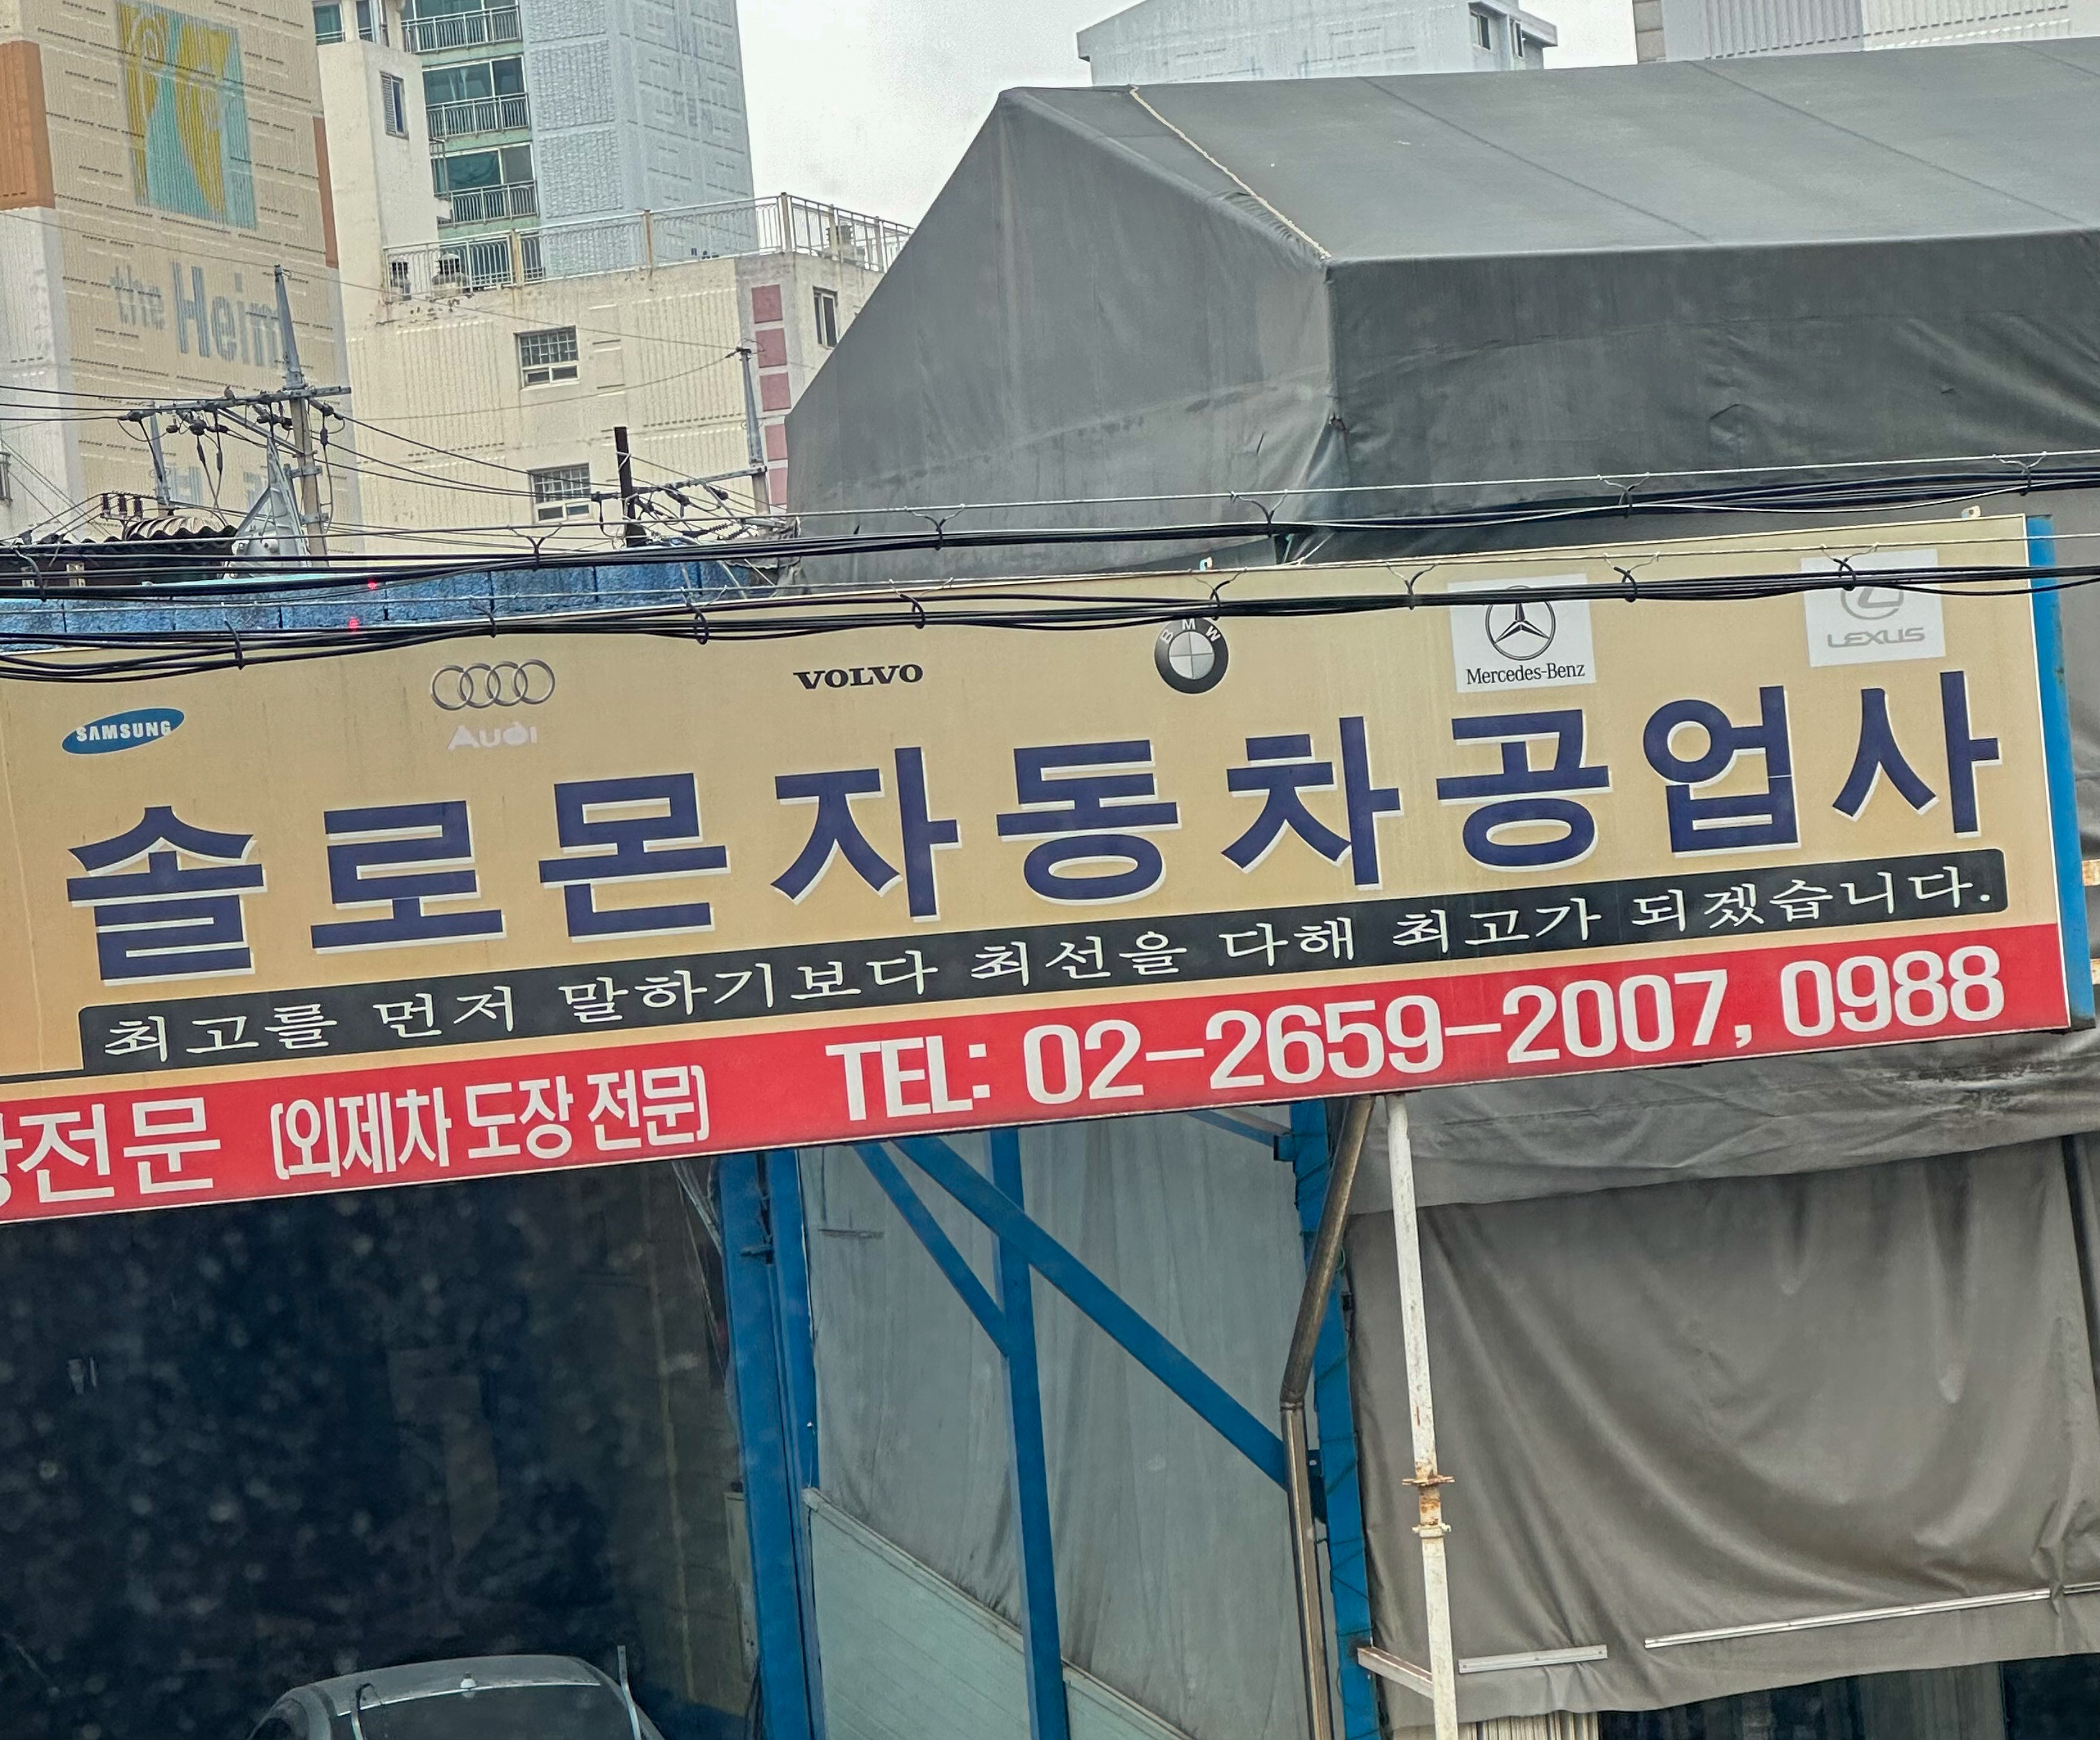 the Heim
SAMSUNG
Audi
VOLVO
BMW
Mercedes-Benz
LEXUS
솔로몬자동차공업사
최고를 먼저 말하기보다 최선을 다해 최고가 되겠습니다.
전문 (외제차 도장 전문) TEL: 02-2659-2007, 0988